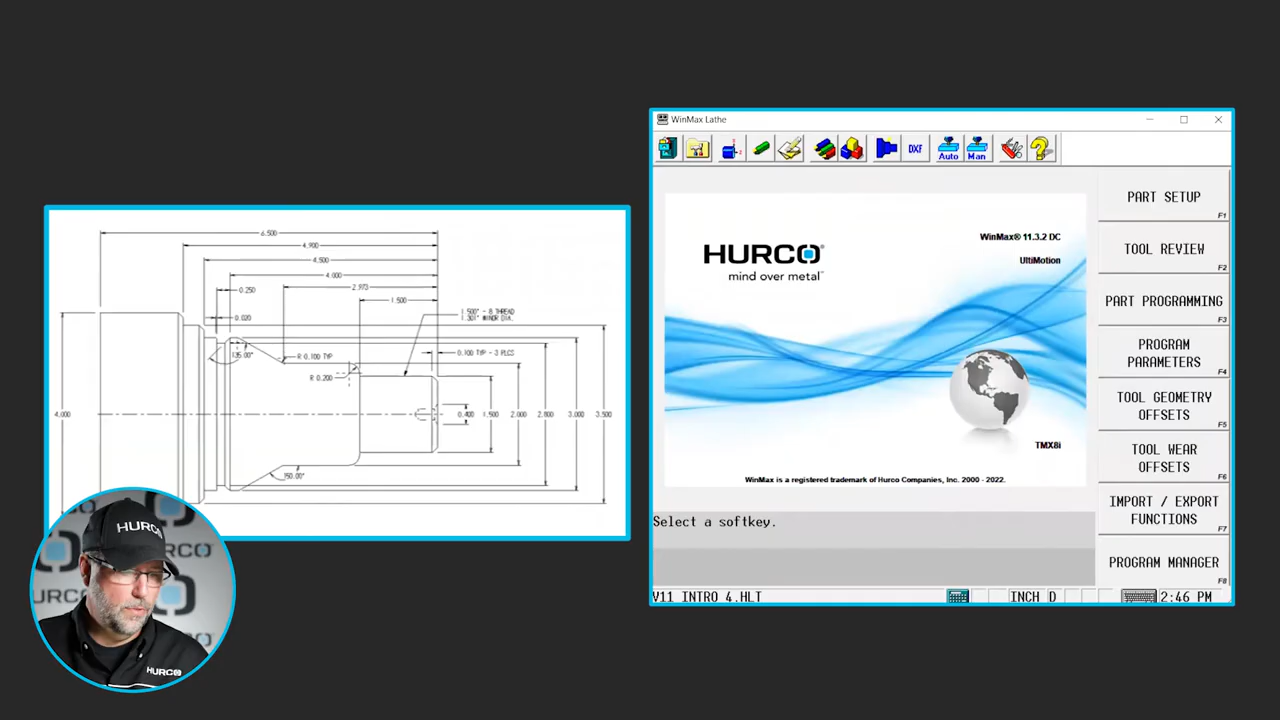 6.500
4.900
4.500
4.000
0.250
2.973
1.500
0.020
1.500" - 8 THREAD
1.301" MINOR DIA.
135.00°
R 0.100 TYP
0.100 TYP - 3 PLCS
R 0.200
4.000
0.400
1.500
2.000
2.800
3.000
3.500
150.00°
HURCO
HURCO
WinMax Lathe
DXF
Auto
Man
HURCO®
mind over metal™
WinMax® 11.3.2 DC
UltiMotion
TMX8i
WinMax is a registered trademark of Hurco Companies, Inc. 2000 - 2022.
PART SETUP
F1
TOOL REVIEW
F2
PART PROGRAMMING
F3
PROGRAM
PARAMETERS
F4
TOOL GEOMETRY
OFFSETS
F5
TOOL WEAR
OFFSETS
F6
IMPORT / EXPORT
FUNCTIONS
F7
PROGRAM MANAGER
F8
Select a softkey.
V11 INTRO 4.HLT
INCH D
2:46 PM